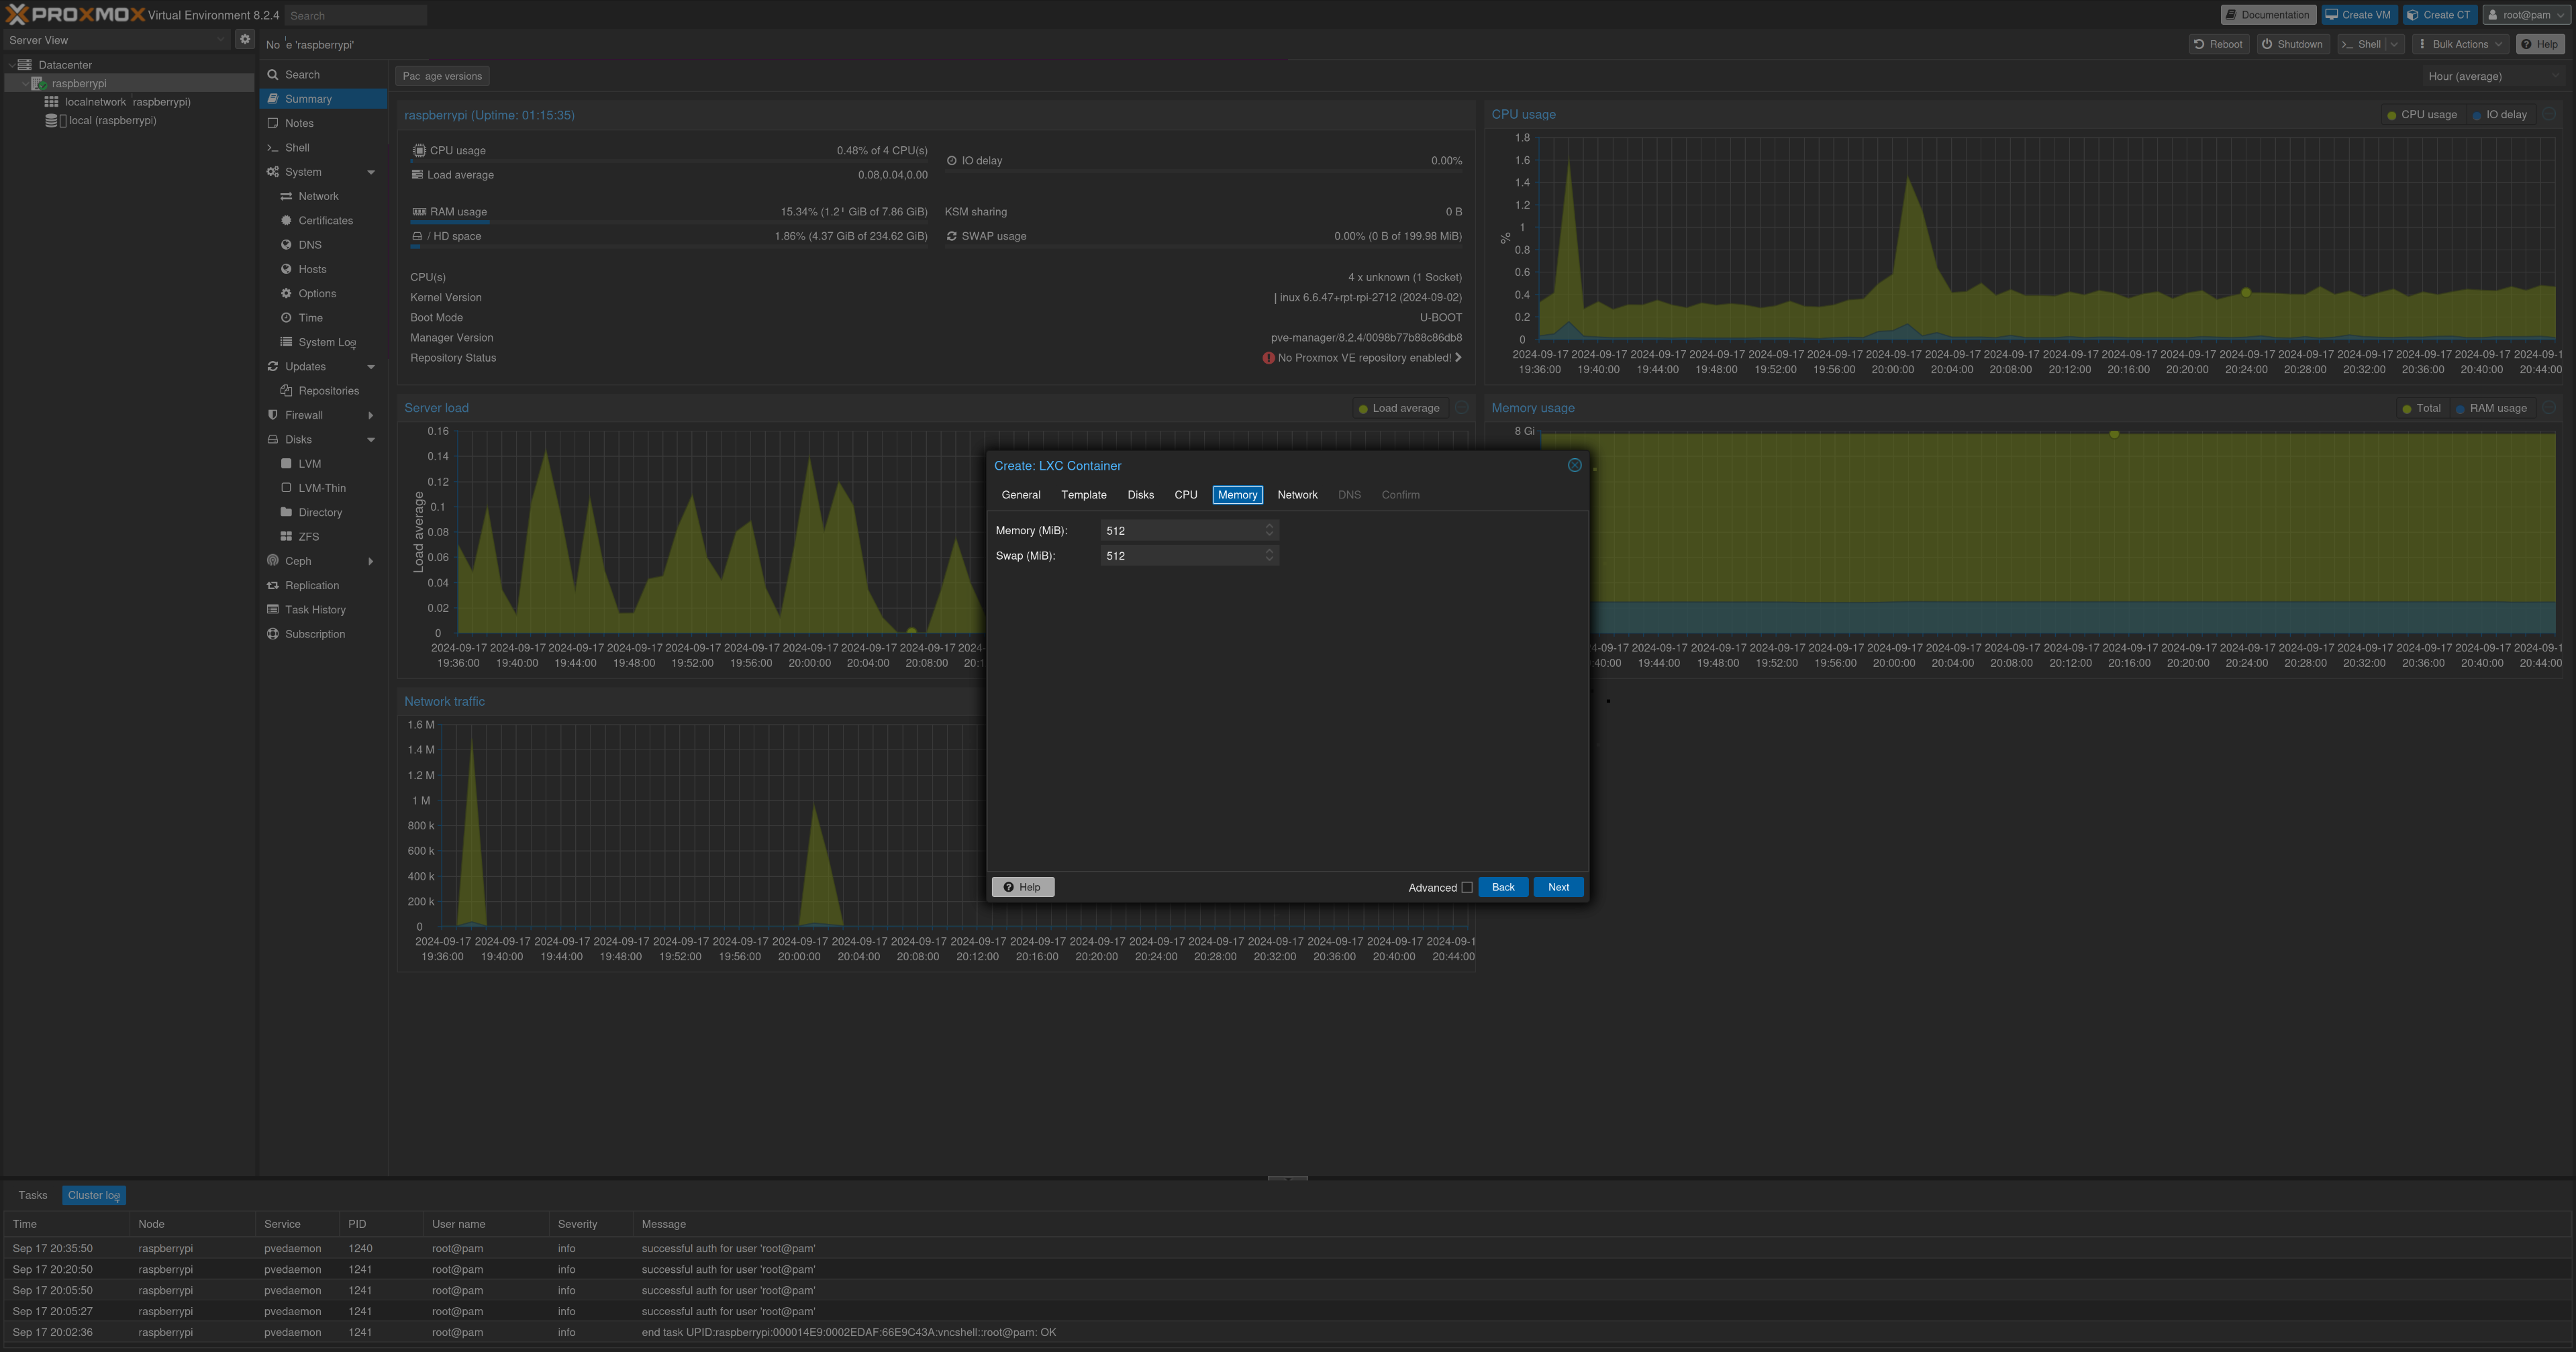 PROXMOX Virtual Environment 8.2.4 Search
Documentation Create VM Create CT root@pam
Server View
Datacenter
raspberrypi
localnetwork raspberrypi)
local (raspberrypi)
No e 'raspberrypi'
Reboot Shutdown Shell Bulk Actions Help
Search
Summary
Notes
Shell
System
Network
Certificates
DNS
Hosts
Options
Time
System Log
Updates
Repositories
Firewall
Disks
LVM
LVM-Thin
Directory
ZFS
Ceph
Replication
Task History
Subscription
Pac age versions
Hour (average)
raspberrypi (Uptime: 01:15:35)
CPU usage 0.48% of 4 CPU(s)
IO delay 0.00%
Load average 0.08,0.04,0.00
RAM usage 15.34% (1.2 GiB of 7.86 GiB)
KSM sharing 0 B
/ HD space 1.86% (4.37 GiB of 234.62 GiB)
SWAP usage 0.00% (0 B of 199.98 MiB)
CPU(s) 4 x unknown (1 Socket)
Kernel Version inux 6.6.47+rpt-rpi-2712 (2024-09-02)
Boot Mode U-BOOT
Manager Version pve-manager/8.2.4/0098b77b88c86db8
Repository Status No Proxmox VE repository enabled!
CPU usage
CPU usage IO delay
1.8
1.6
1.4
1.2
1
0.8
0.6
0.4
0.2
0
%
2024-09-17 2024-09-17 2024-09-17 2024-09-17 2024-09-17 2024-09-17 2024-09-17 2024-09-17 2024-09-17 2024-09-17 2024-09-17 2024-09-17 2024-09-17 2024-09-17 2024-09-17 2024-09-17 2024-09-17 2024-09-1
19:36:00 19:40:00 19:44:00 19:48:00 19:52:00 19:56:00 20:00:00 20:04:00 20:08:00 20:12:00 20:16:00 20:20:00 20:24:00 20:28:00 20:32:00 20:36:00 20:40:00 20:44:00
Server load
Load average
0.16
0.14
0.12
0.1
0.08
0.06
0.04
0.02
0
Load average
2024-09-17 2024-09-17 2024-09-17 2024-09-17 2024-09-17 2024-09-17 2024-09-17 2024-09-17 2024-09-17 2024-
19:36:00 19:40:00 19:44:00 19:48:00 19:52:00 19:56:00 20:00:00 20:04:00 20:08:00 20:1
Memory usage
Total RAM usage
8 Gi
4-09-17 2024-09-17 2024-09-17 2024-09-17 2024-09-17 2024-09-17 2024-09-17 2024-09-17 2024-09-17 2024-09-17 2024-09-17 2024-09-17 2024-09-17 2024-09-17 2024-09-17 2024-09-17 2024-09-1
:40:00 19:44:00 19:48:00 19:52:00 19:56:00 20:00:00 20:04:00 20:08:00 20:12:00 20:16:00 20:20:00 20:24:00 20:28:00 20:32:00 20:36:00 20:40:00 20:44:00
Network traffic
1.6 M
1.4 M
1.2 M
1 M
800 k
600 k
400 k
200 k
0
2024-09-17 2024-09-17 2024-09-17 2024-09-17 2024-09-17 2024-09-17 2024-09-17 2024-09-17 2024-09-17 2024-09-17 2024-09-17 2024-09-17 2024-09-17 2024-09-17 2024-09-17 2024-09-17 2024-09-17 2024-09-1
19:36:00 19:40:00 19:44:00 19:48:00 19:52:00 19:56:00 20:00:00 20:04:00 20:08:00 20:12:00 20:16:00 20:20:00 20:24:00 20:28:00 20:32:00 20:36:00 20:40:00 20:44:00
Create: LXC Container
General Template Disks CPU Memory Network DNS Confirm
Memory (MiB): 512
Swap (MiB): 512
Help Advanced Back Next
Tasks Cluster log
Time Node Service PID User name Severity Message
Sep 17 20:35:50 raspberrypi pvedaemon 1240 root@pam info successful auth for user 'root@pam'
Sep 17 20:20:50 raspberrypi pvedaemon 1241 root@pam info successful auth for user 'root@pam'
Sep 17 20:05:50 raspberrypi pvedaemon 1241 root@pam info successful auth for user 'root@pam'
Sep 17 20:05:27 raspberrypi pvedaemon 1241 root@pam info successful auth for user 'root@pam'
Sep 17 20:02:36 raspberrypi pvedaemon 1241 root@pam info end task UPID:raspberrypi:000014E9:0002EDAF:66E9C43A:vncshell::root@pam: OK